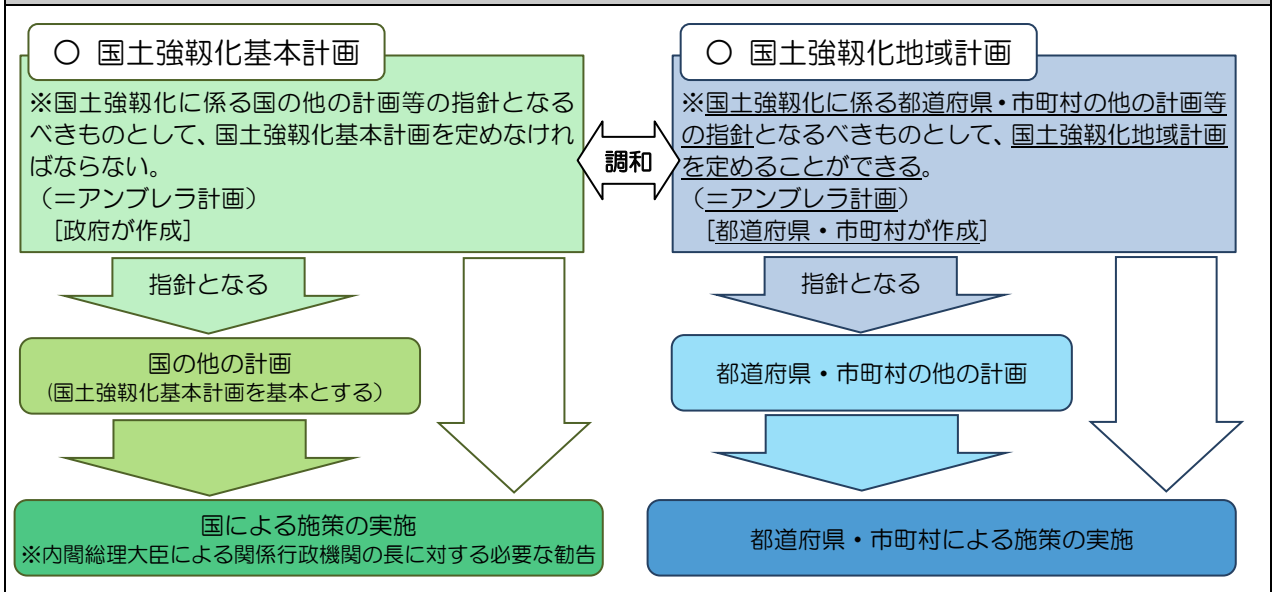 ○ 国土強靱化基本計画
※国土強靱化に係る国の他の計画等の指針となる
べきものとして、国土強靱化基本計画を定めなけれ
ばならない。
（＝アンブレラ計画）
［政府が作成］
調和
○ 国土強靱化地域計画
※国土強靱化に係る都道府県・市町村の他の計画等
の指針となるべきものとして、国土強靱化地域計画
を定めることができる。
（＝アンブレラ計画）
［都道府県・市町村が作成］
指針となる
国の他の計画
（国土強靱化基本計画を基本とする）
国による施策の実施
※内閣総理大臣による関係行政機関の長に対する必要な勧告
指針となる
都道府県・市町村の他の計画
都道府県・市町村による施策の実施